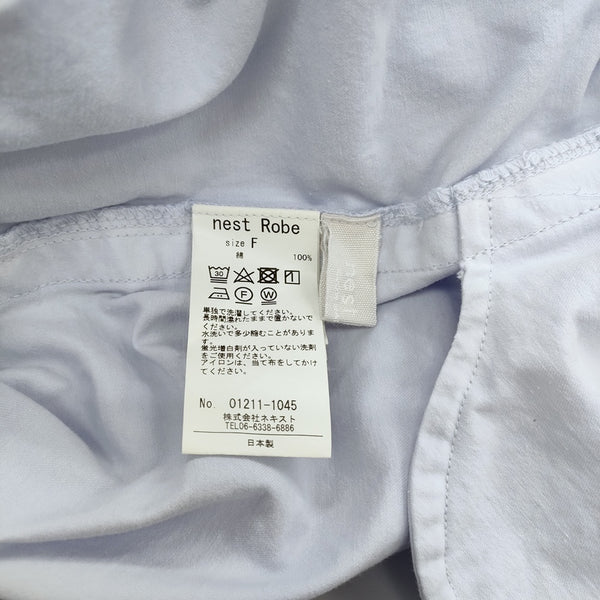 nest Robe
size F
綿 100%
30
単独で洗濯してください。
長時間濡れたままで置かないで
ください。
水洗いで多少縮むことがありま
す。
蛍光増白剤が入っていない洗剤
をご使用ください。
アイロンは、当て布をしてかけ
てください。
No. 01211-1045
株式会社ネキスト
TEL06-6338-6886
日本製